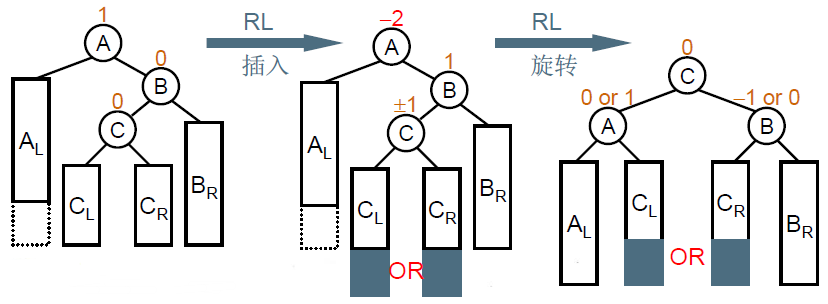 1
A
0
B
0
C
A_L
C_L
C_R
B_R
RL
插入
–2
A
1
B
±1
C
A_L
C_L
C_R
B_R
OR
RL
旋转
0
C
0 or 1
A
–1 or 0
B
A_L
C_L
C_R
B_R
OR